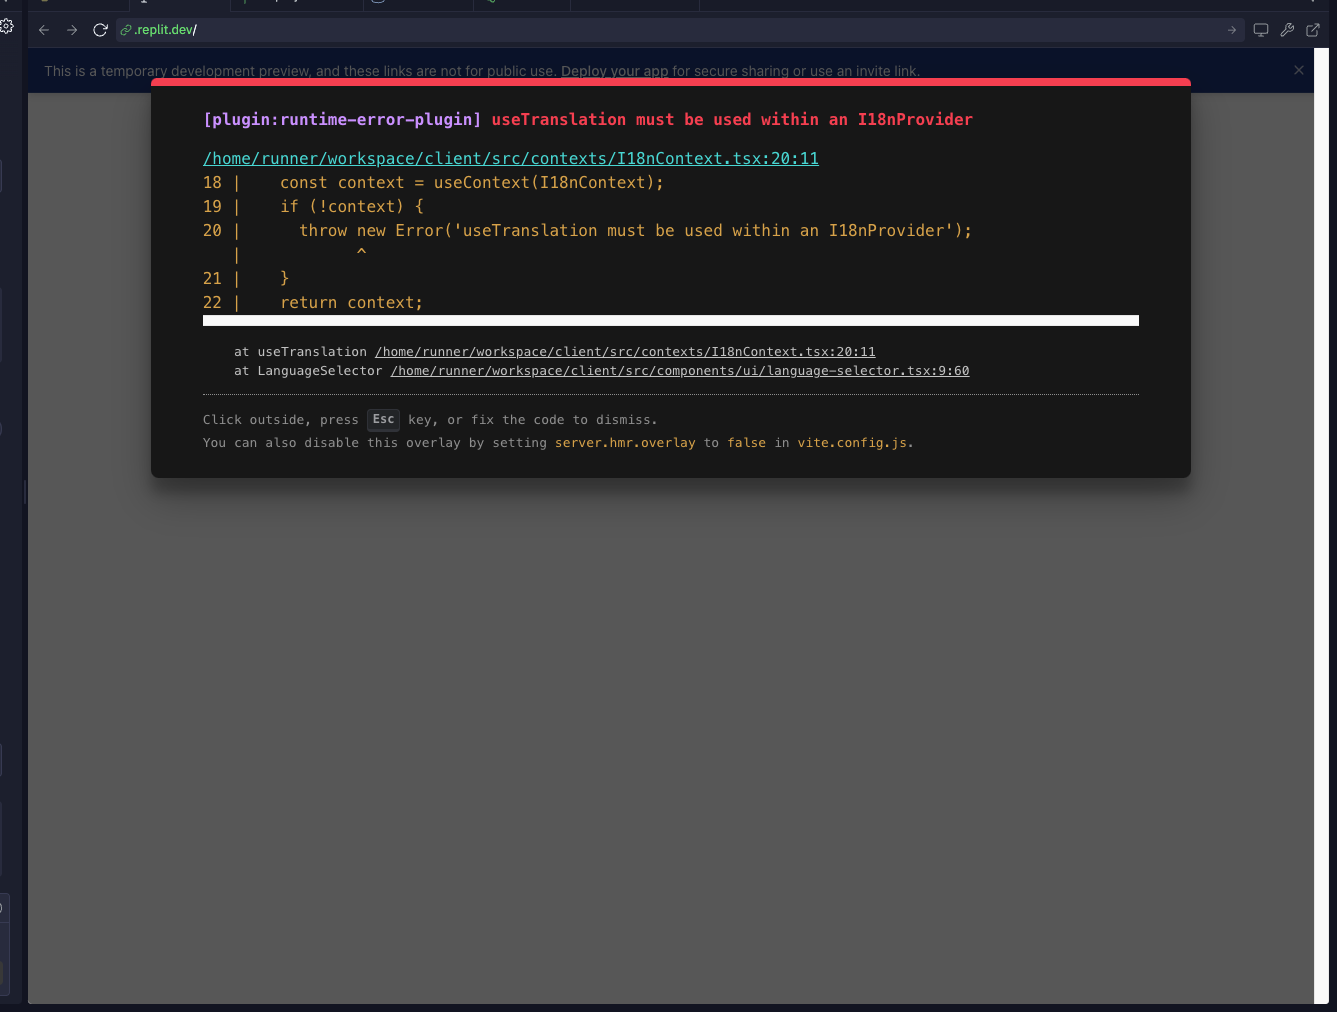 .replit.dev/
This is a temporary development preview, and these links are not for public use. Deploy your app for secure sharing or use an invite link.
[plugin:runtime-error-plugin] useTranslation must be used within an I18nProvider
/home/runner/workspace/client/src/contexts/I18nContext.tsx:20:11
18 |    const context = useContext(I18nContext);
19 |    if (!context) {
20 |      throw new Error('useTranslation must be used within an I18nProvider');
   |            ^
21 |    }
22 |    return context;
at useTranslation /home/runner/workspace/client/src/contexts/I18nContext.tsx:20:11
at LanguageSelector /home/runner/workspace/client/src/components/ui/language-selector.tsx:9:60
Click outside, press Esc key, or fix the code to dismiss.
You can also disable this overlay by setting server.hmr.overlay to false in vite.config.js.